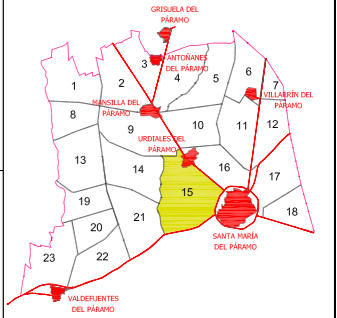 GRISUELA DEL
PÁRAMO
3
ANTOÑANES
DEL PÁRAMO
1
2
4
5
6
7
MANSILLA DEL
PÁRAMO
VILLARRÍN DEL
PÁRAMO
8
9
10
11
12
URDIALES DEL
PÁRAMO
13
14
16
15
17
19
21
18
20
SANTA MARÍA
DEL PÁRAMO
23
22
VALDEFUENTES
DEL PÁRAMO